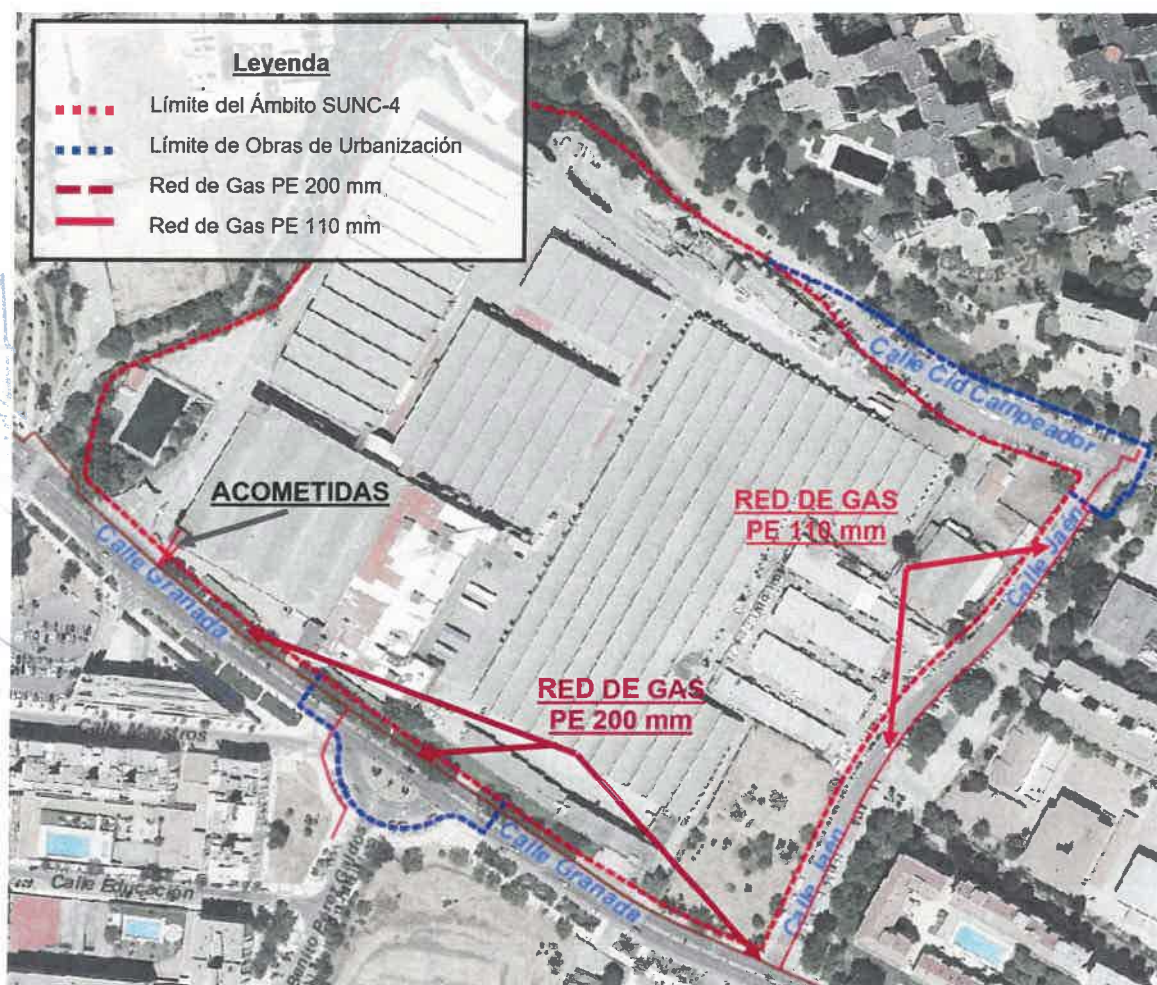 Leyenda
Límite del Ámbito SUNC-4
Límite de Obras de Urbanización
Red de Gas PE 200 mm
Red de Gas PE 110 mm
Calle Cid Campeador
ACOMETIDAS
RED DE GAS
PE 110 mm
Calle Jaén
Calle Granada
RED DE GAS
PE 200 mm
Calle Maestros
Calle Granada
Calle Jaén
Calle Educación